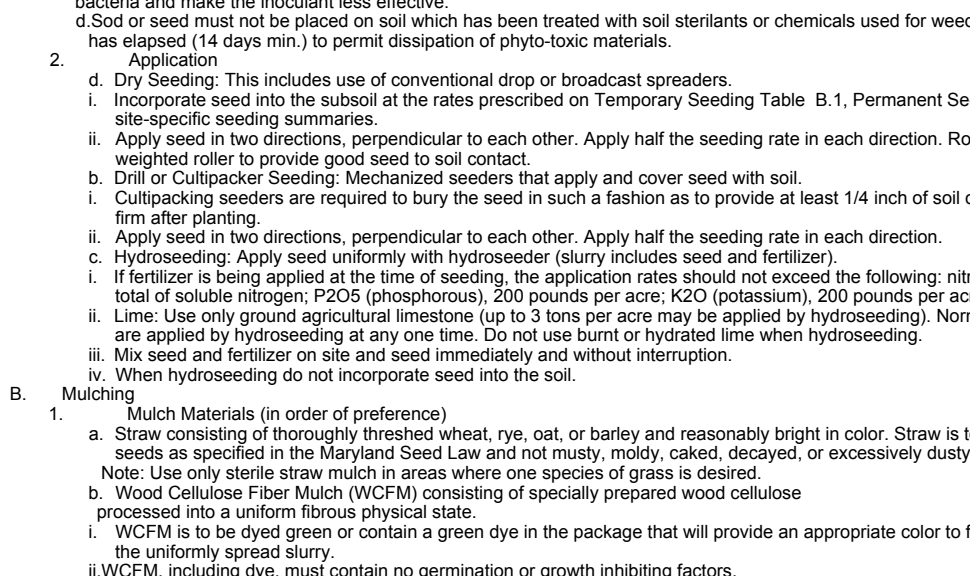 bacteria and make the inoculant less effective.
d.Sod or seed must not be placed on soil which has been treated with soil sterilants or chemicals used for
has elapsed (14 days min.) to permit dissipation of phyto-toxic materials.
2. Application
d. Dry Seeding: This includes use of conventional drop or broadcast spreaders.
i. Incorporate seed into the subsoil at the rates prescribed on Temporary Seeding Table B.1, Permanent
site-specific seeding summaries.
ii. Apply seed in two directions, perpendicular to each other. Apply half the seeding rate in each direction.
weighted roller to provide good seed to soil contact.
b. Drill or Cultipacker Seeding: Mechanized seeders that apply and cover seed with soil.
i. Cultipacking seeders are required to bury the seed in such a fashion as to provide at least 1/4 inch of soil
firm after planting.
ii. Apply seed in two directions, perpendicular to each other. Apply half the seeding rate in each direction.
c. Hydroseeding: Apply seed uniformly with hydroseeder (slurry includes seed and fertilizer).
i. If fertilizer is being applied at the time of seeding, the application rates should not exceed the following:
total of soluble nitrogen; P2O5 (phosphorous), 200 pounds per acre; K2O (potassium), 200 pounds per
ii. Lime: Use only ground agricultural limestone (up to 3 tons per acre may be applied by hydroseeding).
are applied by hydroseeding at any one time. Do not use burnt or hydrated lime when hydroseeding.
iii. Mix seed and fertilizer on site and seed immediately and without interruption.
iv. When hydroseeding do not incorporate seed into the soil.
B. Mulching
1. Mulch Materials (in order of preference)
a. Straw consisting of thoroughly threshed wheat, rye, oat, or barley and reasonably bright in color. Straw is
seeds as specified in the Maryland Seed Law and not musty, moldy, caked, decayed, or excessively dusty
Note: Use only sterile straw mulch in areas where one species of grass is desired.
b. Wood Cellulose Fiber Mulch (WCFM) consisting of specially prepared wood cellulose
processed into a uniform fibrous physical state.
i. WCFM is to be dyed green or contain a green dye in the package that will provide an appropriate color to
the uniformly spread slurry.
ii.WCFM, including dye, must contain no germination or growth inhibiting factors.